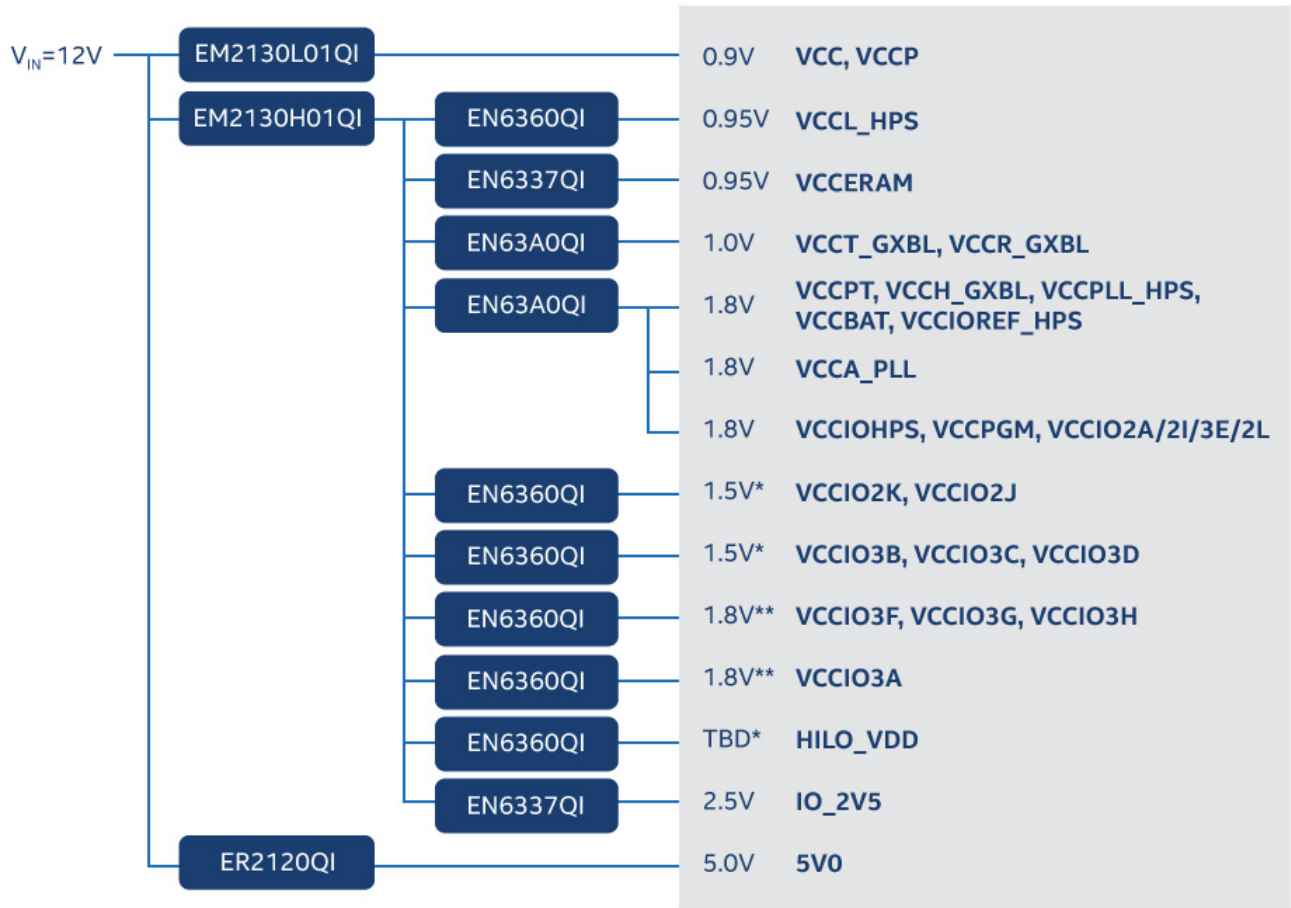 V_IN=12V
EM2130L01QI 0.9V VCC, VCCP
EM2130H01QI EN6360QI 0.95V VCCL_HPS
EN6337QI 0.95V VCCERAM
EN63A0QI 1.0V VCCT_GXBL, VCCR_GXBL
EN63A0QI 1.8V VCCPT, VCCH_GXBL, VCCPLL_HPS,
VCCBAT, VCCIOREF_HPS
1.8V VCCA_PLL
1.8V VCCIOHPS, VCCPGM, VCCIO2A/2I/3E/2L
EN6360QI 1.5V* VCCIO2K, VCCIO2J
EN6360QI 1.5V* VCCIO3B, VCCIO3C, VCCIO3D
EN6360QI 1.8V** VCCIO3F, VCCIO3G, VCCIO3H
EN6360QI 1.8V** VCCIO3A
EN6360QI TBD* HILO_VDD
EN6337QI 2.5V IO_2V5
ER2120QI 5.0V 5V0